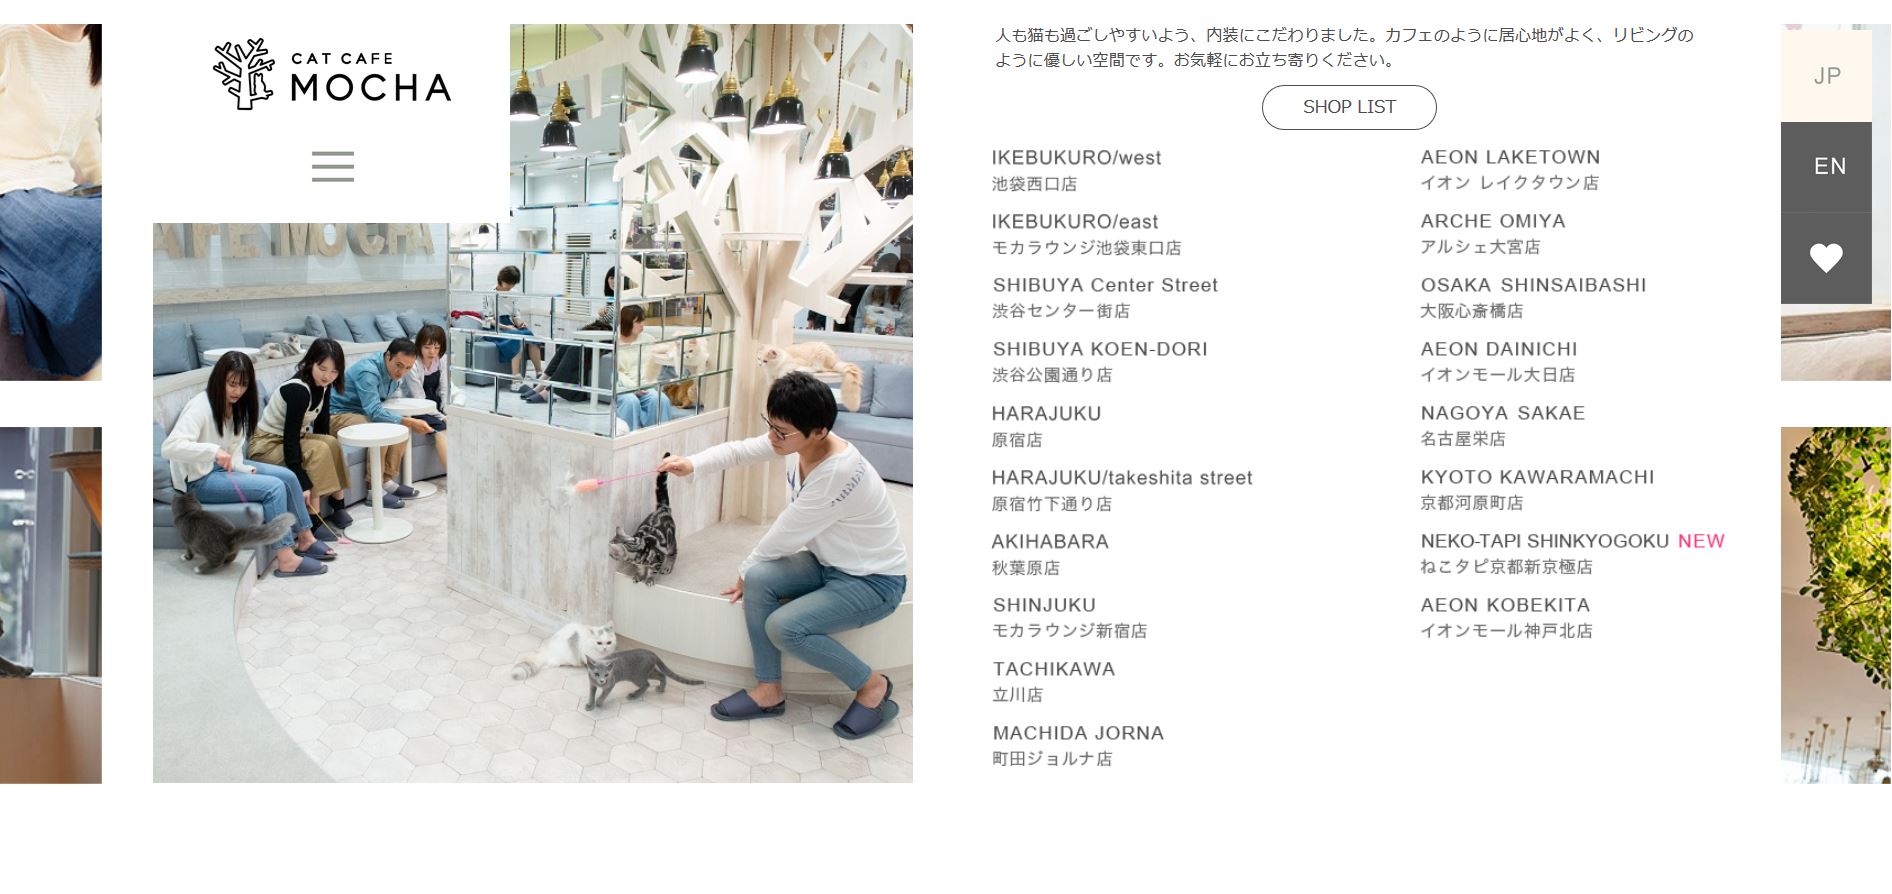 CAT CAFE
MOCHA
CAFE MOCHA
人も猫も過ごしやすいよう、内装にこだわりました。カフェのように居心地がよく、リビングの
ように優しい空間です。お気軽にお立ち寄りください。
SHOP LIST
IKEBUKURO/west
池袋西口店
IKEBUKURO/east
モカラウンジ池袋東口店
SHIBUYA Center Street
渋谷センター街店
SHIBUYA KOEN-DORI
渋谷公園通り店
HARAJUKU
原宿店
HARAJUKU/takeshita street
原宿竹下通り店
AKIHABARA
秋葉原店
SHINJUKU
モカラウンジ新宿店
TACHIKAWA
立川店
MACHIDA JORNA
町田ジョルナ店
AEON LAKETOWN
イオン レイクタウン店
ARCHE OMIYA
アルシェ大宮店
OSAKA SHINSAIBASHI
大阪心斎橋店
AEON DAINICHI
イオンモール大日店
NAGOYA SAKAE
名古屋栄店
KYOTO KAWARAMACHI
京都河原町店
NEKO-TAPI SHINKYOGOKU NEW
ねこタピ京都新京極店
AEON KOBEKITA
イオンモール神戸北店
JP
EN